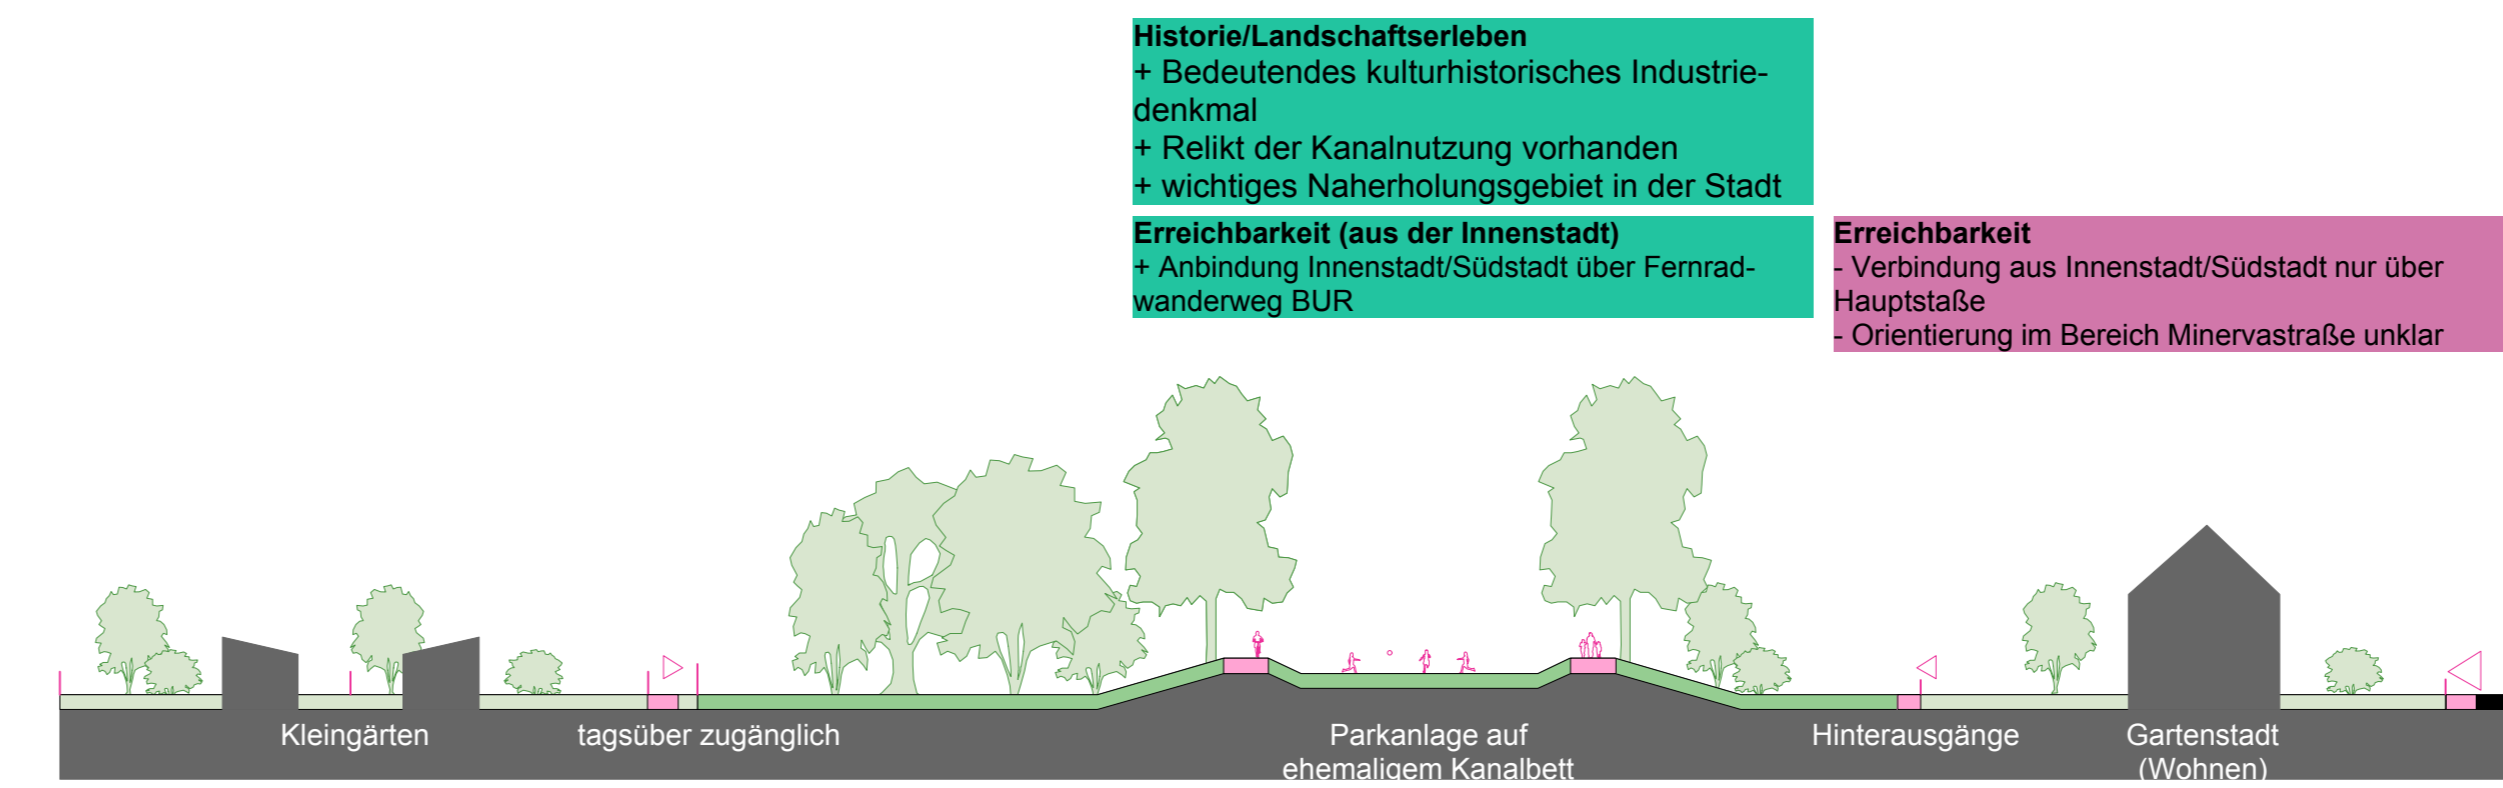 Historie/Landschaftserleben
+ Bedeutendes kulturhistorisches Industrie-
denkmal
+ Relikt der Kanalnutzung vorhanden
+ wichtiges Naherholungsgebiet in der Stadt
Erreichbarkeit (aus der Innenstadt)
+ Anbindung Innenstadt/Südstadt über Fernrad-
wanderweg BUR
Erreichbarkeit
- Verbindung aus Innenstadt/Südstadt nur über
Hauptstaße
- Orientierung im Bereich Minervastraße unklar
Kleingärten
tagsüber zugänglich
Parkanlage auf
ehemaligem Kanalbett
Hinterausgänge
Gartenstadt
(Wohnen)